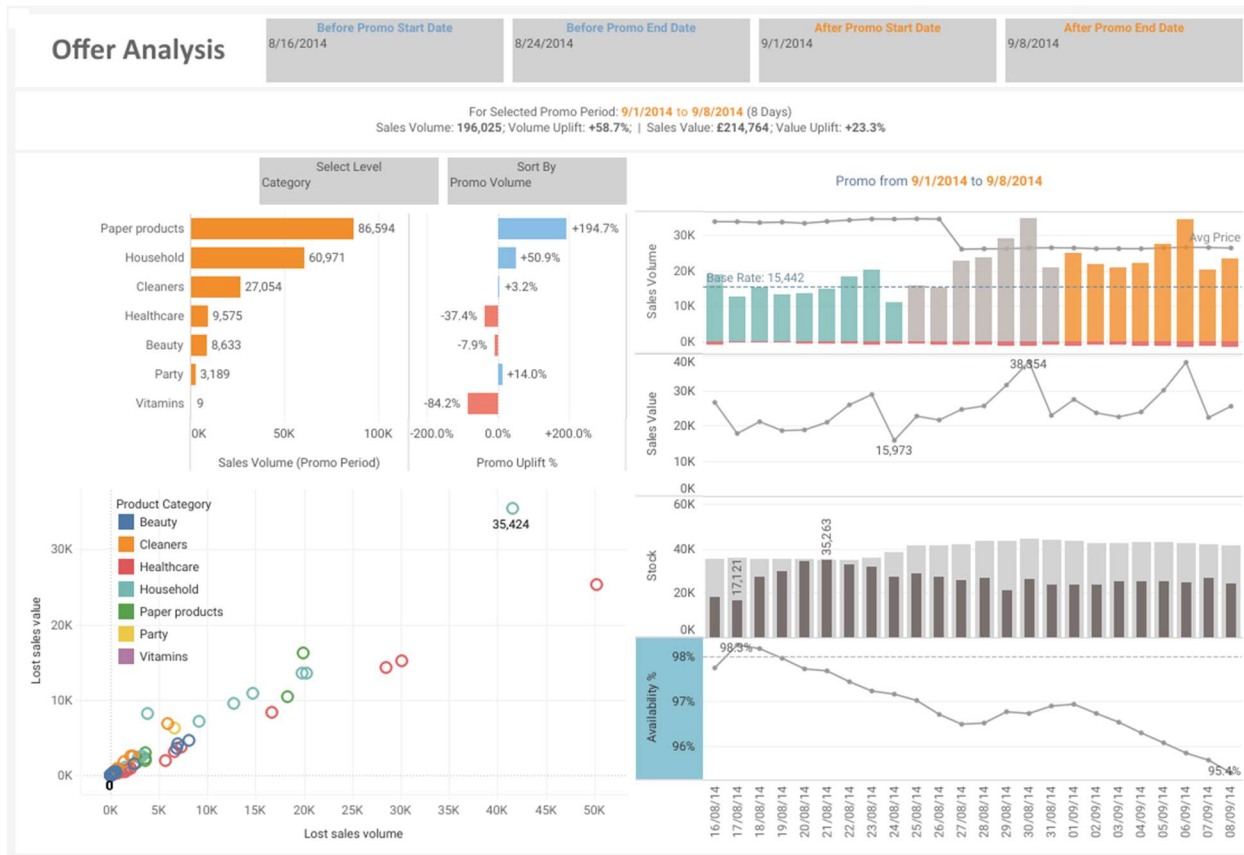 Offer Analysis
Before Promo Start Date
8/16/2014
Before Promo End Date
8/24/2014
After Promo Start Date
9/1/2014
After Promo End Date
9/8/2014
For Selected Promo Period: 9/1/2014 to 9/8/2014 (8 Days)
Sales Volume: 196,025; Volume Uplift: +58.7%; | Sales Value: £214,764; Value Uplift: +23.3%
Select Level
Category
Sort By
Promo Volume
Paper products 86,594 +194.7%
Household 60,971 +50.9%
Cleaners 27,054 +3.2%
Healthcare 9,575 -37.4%
Beauty 8,633 -7.9%
Party 3,189 +14.0%
Vitamins 9 -84.2%
0K 50K 100K -200.0% 0.0% +200.0%
Sales Volume (Promo Period) Promo Uplift %
Product Category
Beauty
Cleaners
Healthcare
Household
Paper products
Party
Vitamins
35,424
0
Lost sales value
30K
20K
10K
0K
0K 5K 10K 15K 20K 25K 30K 35K 40K 45K 50K
Lost sales volume
Promo from 9/1/2014 to 9/8/2014
Sales Volume
30K
20K
10K
0K
Avg Price
Base Rate: 15,442
Sales Value
40K
30K
20K
10K
0K
38,354
15,973
Stock
60K
40K
20K
0K
17,121
35,263
Availability %
98%
97%
96%
98.3%
95.4%
16/08/14
17/08/14
18/08/14
19/08/14
20/08/14
21/08/14
22/08/14
23/08/14
24/08/14
25/08/14
26/08/14
27/08/14
28/08/14
29/08/14
30/08/14
31/08/14
01/09/14
02/09/14
03/09/14
04/09/14
05/09/14
06/09/14
07/09/14
08/09/14